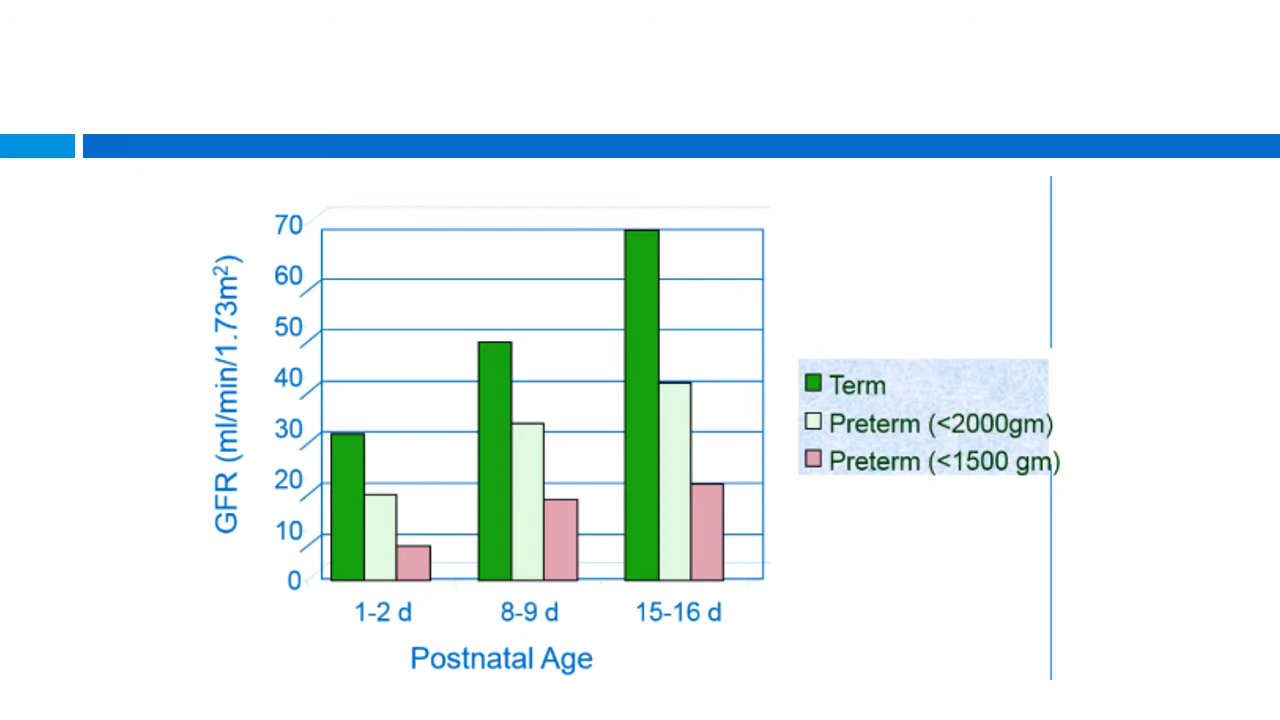 70
60
50
40
30
20
10
0
GFR (ml/min/1.73m²)
1-2 d
8-9 d
15-16 d
Postnatal Age
Term
Preterm (<2000gm)
Preterm (<1500 gm)